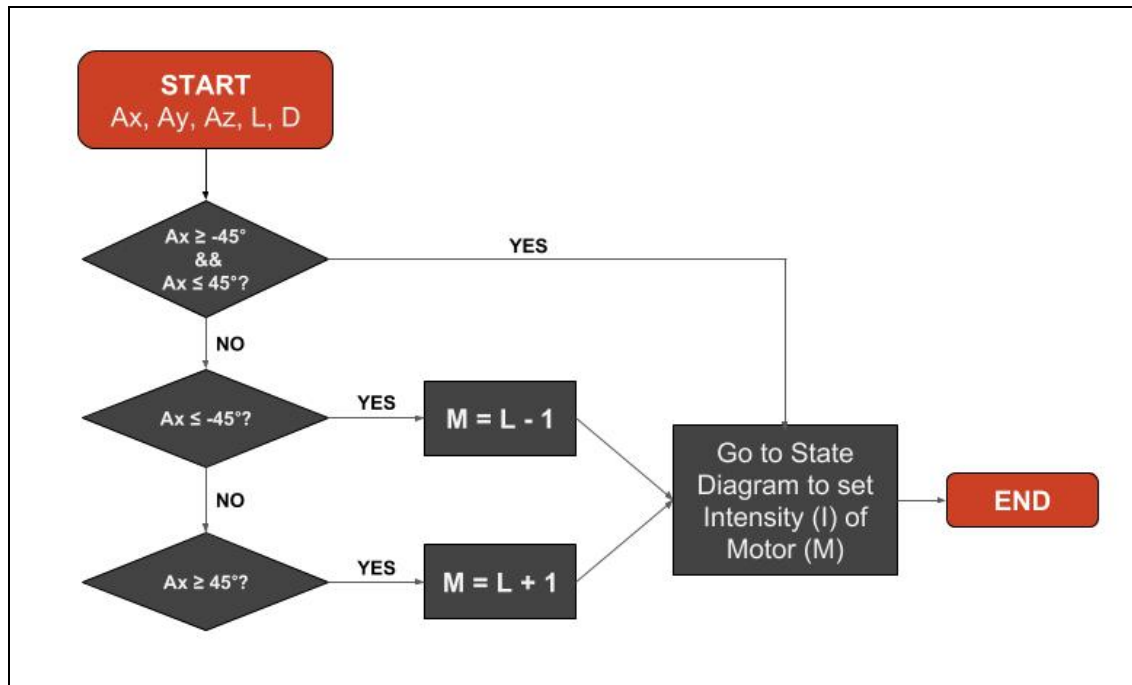 START
Ax, Ay, Az, L, D
Ax ≥ -45°
&&
Ax ≤ 45°?
YES
NO
Ax ≤ -45°?
YES
M = L - 1
NO
Ax ≥ 45°?
YES
M = L + 1
Go to State
Diagram to set
Intensity (I) of
Motor (M)
END